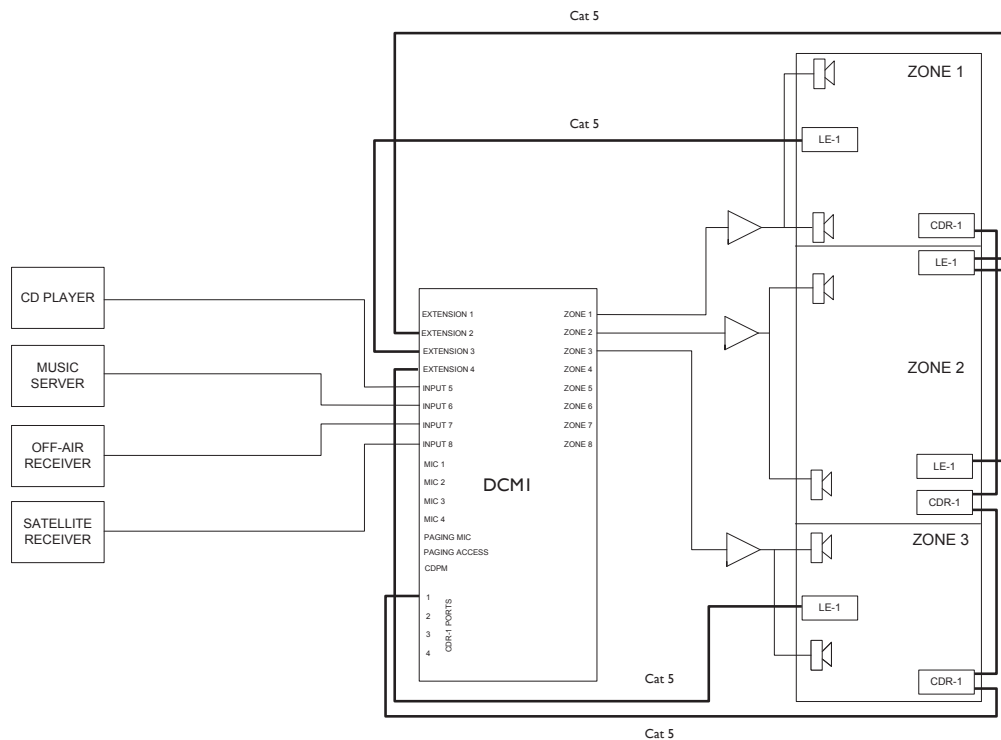 Cat 5
ZONE 1
Cat 5
LE-1
CDR-1
LE-1
CD PLAYER
MUSIC
SERVER
OFF-AIR
RECEIVER
SATELLITE
RECEIVER
EXTENSION 1
EXTENSION 2
EXTENSION 3
EXTENSION 4
INPUT 5
INPUT 6
INPUT 7
INPUT 8
MIC 1
MIC 2
MIC 3
MIC 4
PAGING MIC
PAGING ACCESS
CDPM
1
2
3
4
CDR-1 PORTS
DCM1
ZONE 1
ZONE 2
ZONE 3
ZONE 4
ZONE 5
ZONE 6
ZONE 7
ZONE 8
ZONE 2
LE-1
CDR-1
ZONE 3
LE-1
CDR-1
Cat 5
Cat 5